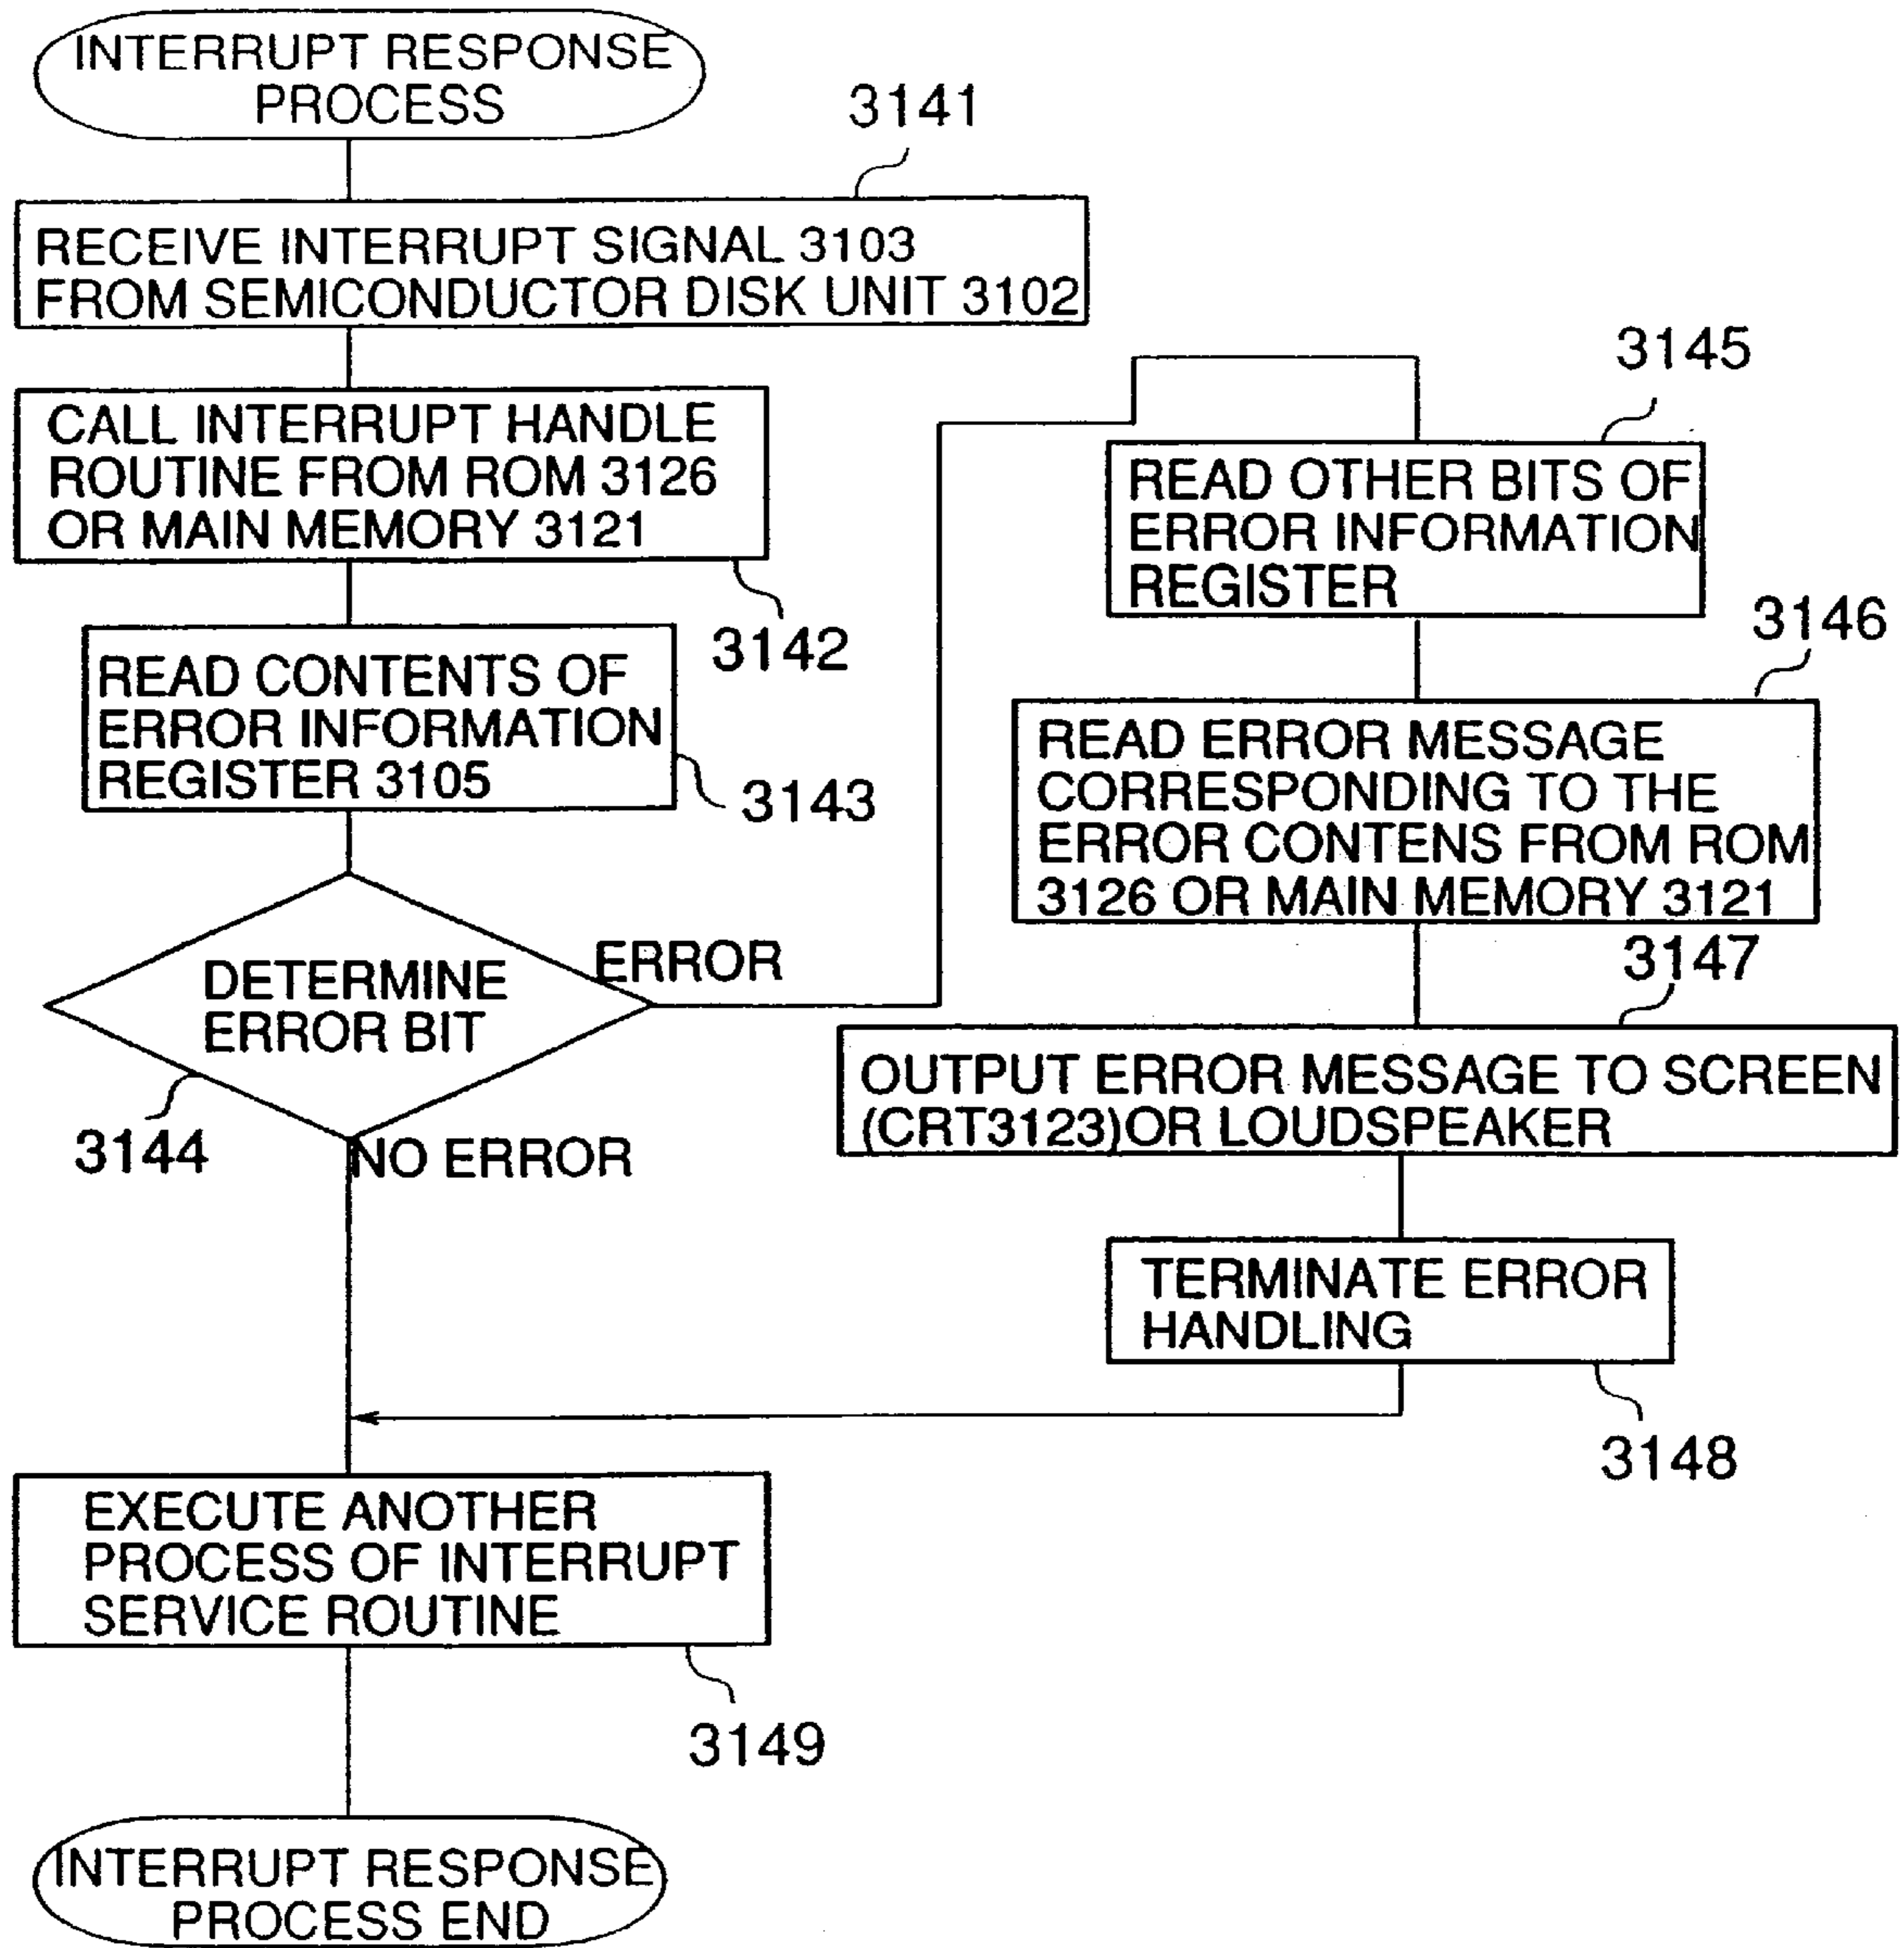 INTERRUPT RESPONSE
PROCESS
3141
RECEIVE INTERRUPT SIGNAL 3103
FROM SEMICONDUCTOR DISK UNIT 3102
CALL INTERRUPT HANDLE
ROUTINE FROM ROM 3126
OR MAIN MEMORY 3121
3142
READ CONTENTS OF
ERROR INFORMATION
REGISTER 3105
3143
DETERMINE
ERROR BIT
ERROR
3144
NO ERROR
3145
READ OTHER BITS OF
ERROR INFORMATION
REGISTER
3146
READ ERROR MESSAGE
CORRESPONDING TO THE
ERROR CONTENS FROM ROM
3126 OR MAIN MEMORY 3121
3147
OUTPUT ERROR MESSAGE TO SCREEN
(CRT3123)OR LOUDSPEAKER
TERMINATE ERROR
HANDLING
3148
EXECUTE ANOTHER
PROCESS OF INTERRUPT
SERVICE ROUTINE
3149
INTERRUPT RESPONSE
PROCESS END